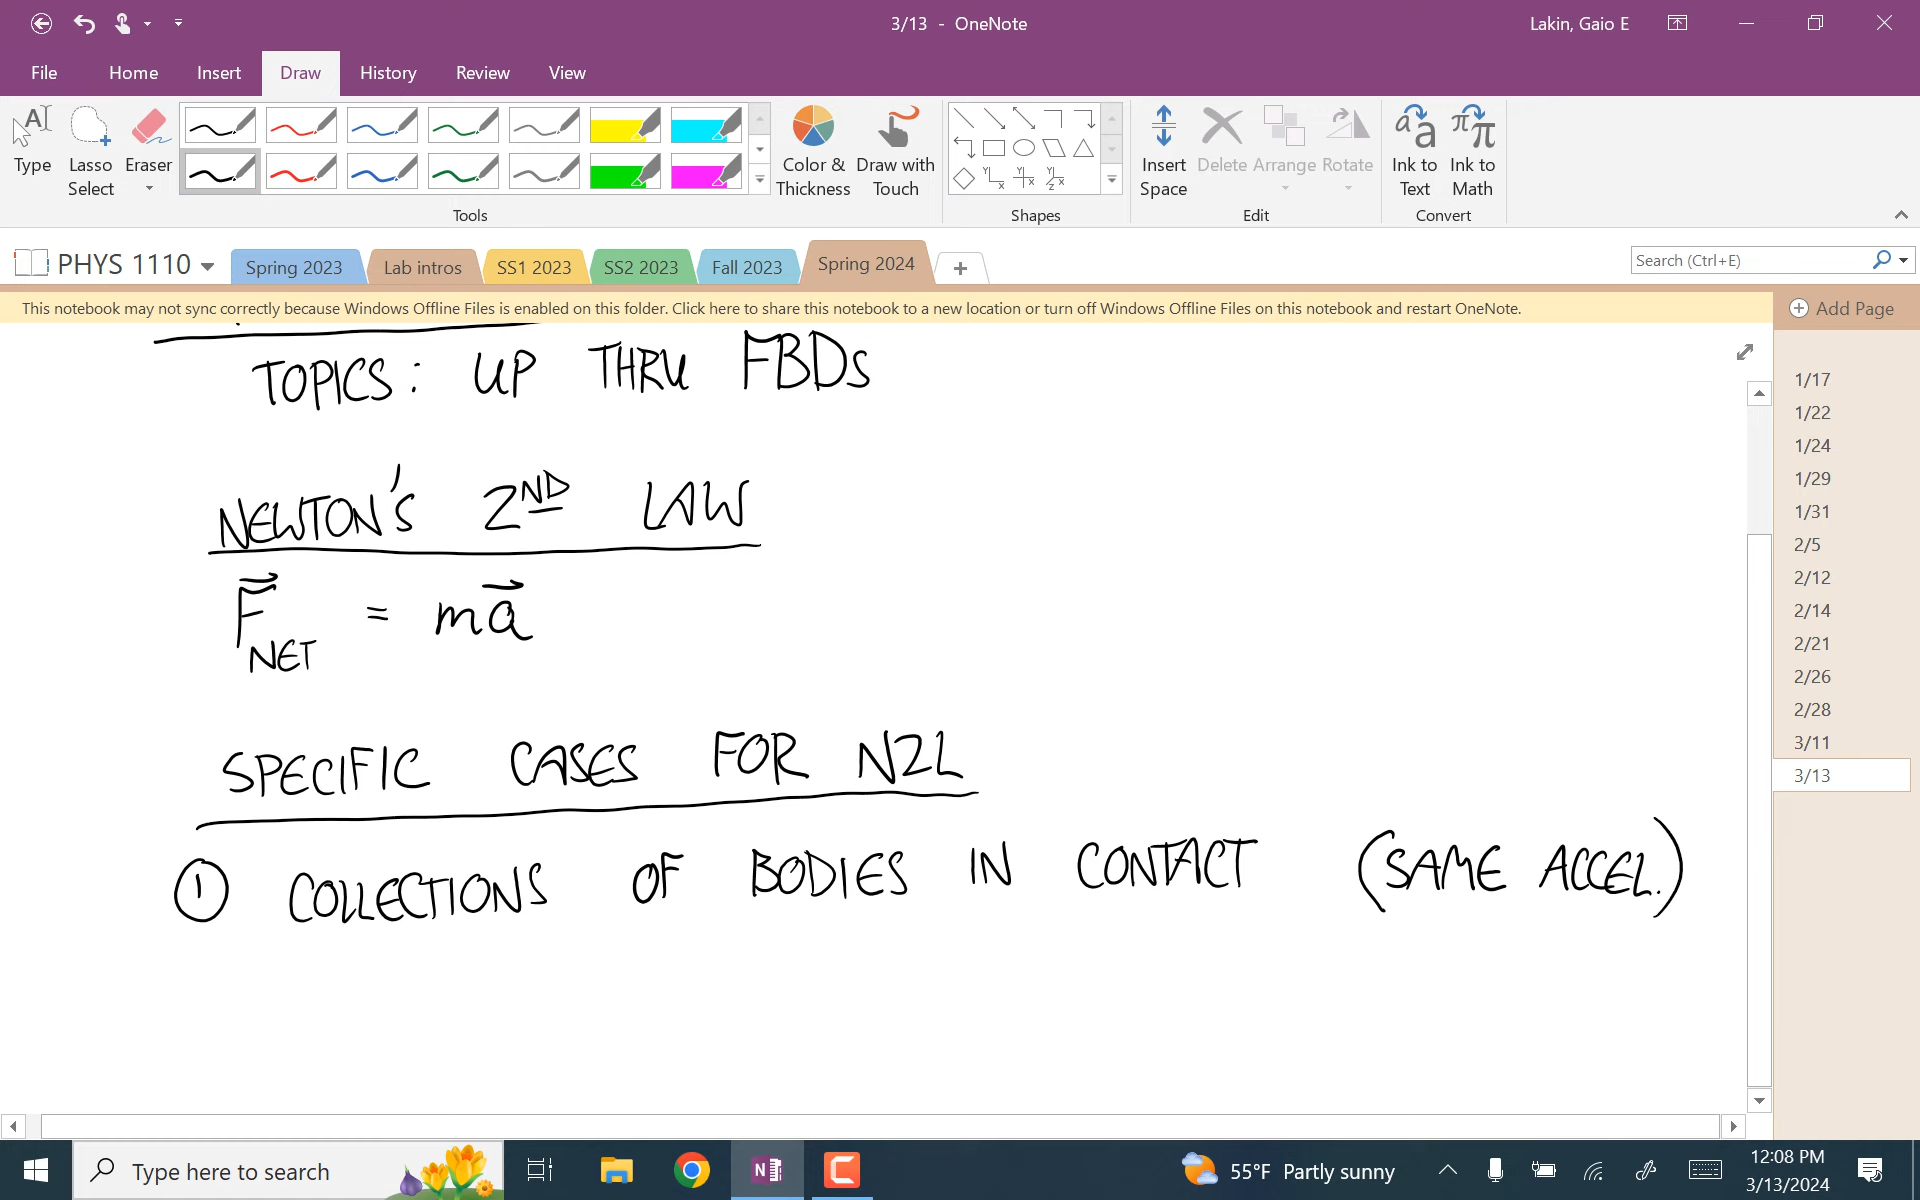 3/13 - OneNote
Lakin, Gaio E
File Home Insert Draw History Review View
Type
Lasso Select
Eraser
Color & Thickness
Draw with Touch
Insert Space
Delete
Arrange
Rotate
Ink to Text
Ink to Math
Tools
Shapes
Edit
Convert
PHYS 1110
Spring 2023
Lab intros
SS1 2023
SS2 2023
Fall 2023
Spring 2024
Search (Ctrl+E)
This notebook may not sync correctly because Windows Offline Files is enabled on this folder. Click here to share this notebook to a new location or turn off Windows Offline Files on this notebook and restart OneNote.
Add Page
TOPICS: UP THRU FBDs
NEWTON'S 2ND LAW
F⃗NET = ma⃗
SPECIFIC CASES FOR N2L
① COLLECTIONS OF BODIES IN CONTACT (SAME ACCEL.)
1/17
1/22
1/24
1/29
1/31
2/5
2/12
2/14
2/21
2/26
2/28
3/11
3/13
Type here to search
55°F Partly sunny
12:08 PM
3/13/2024